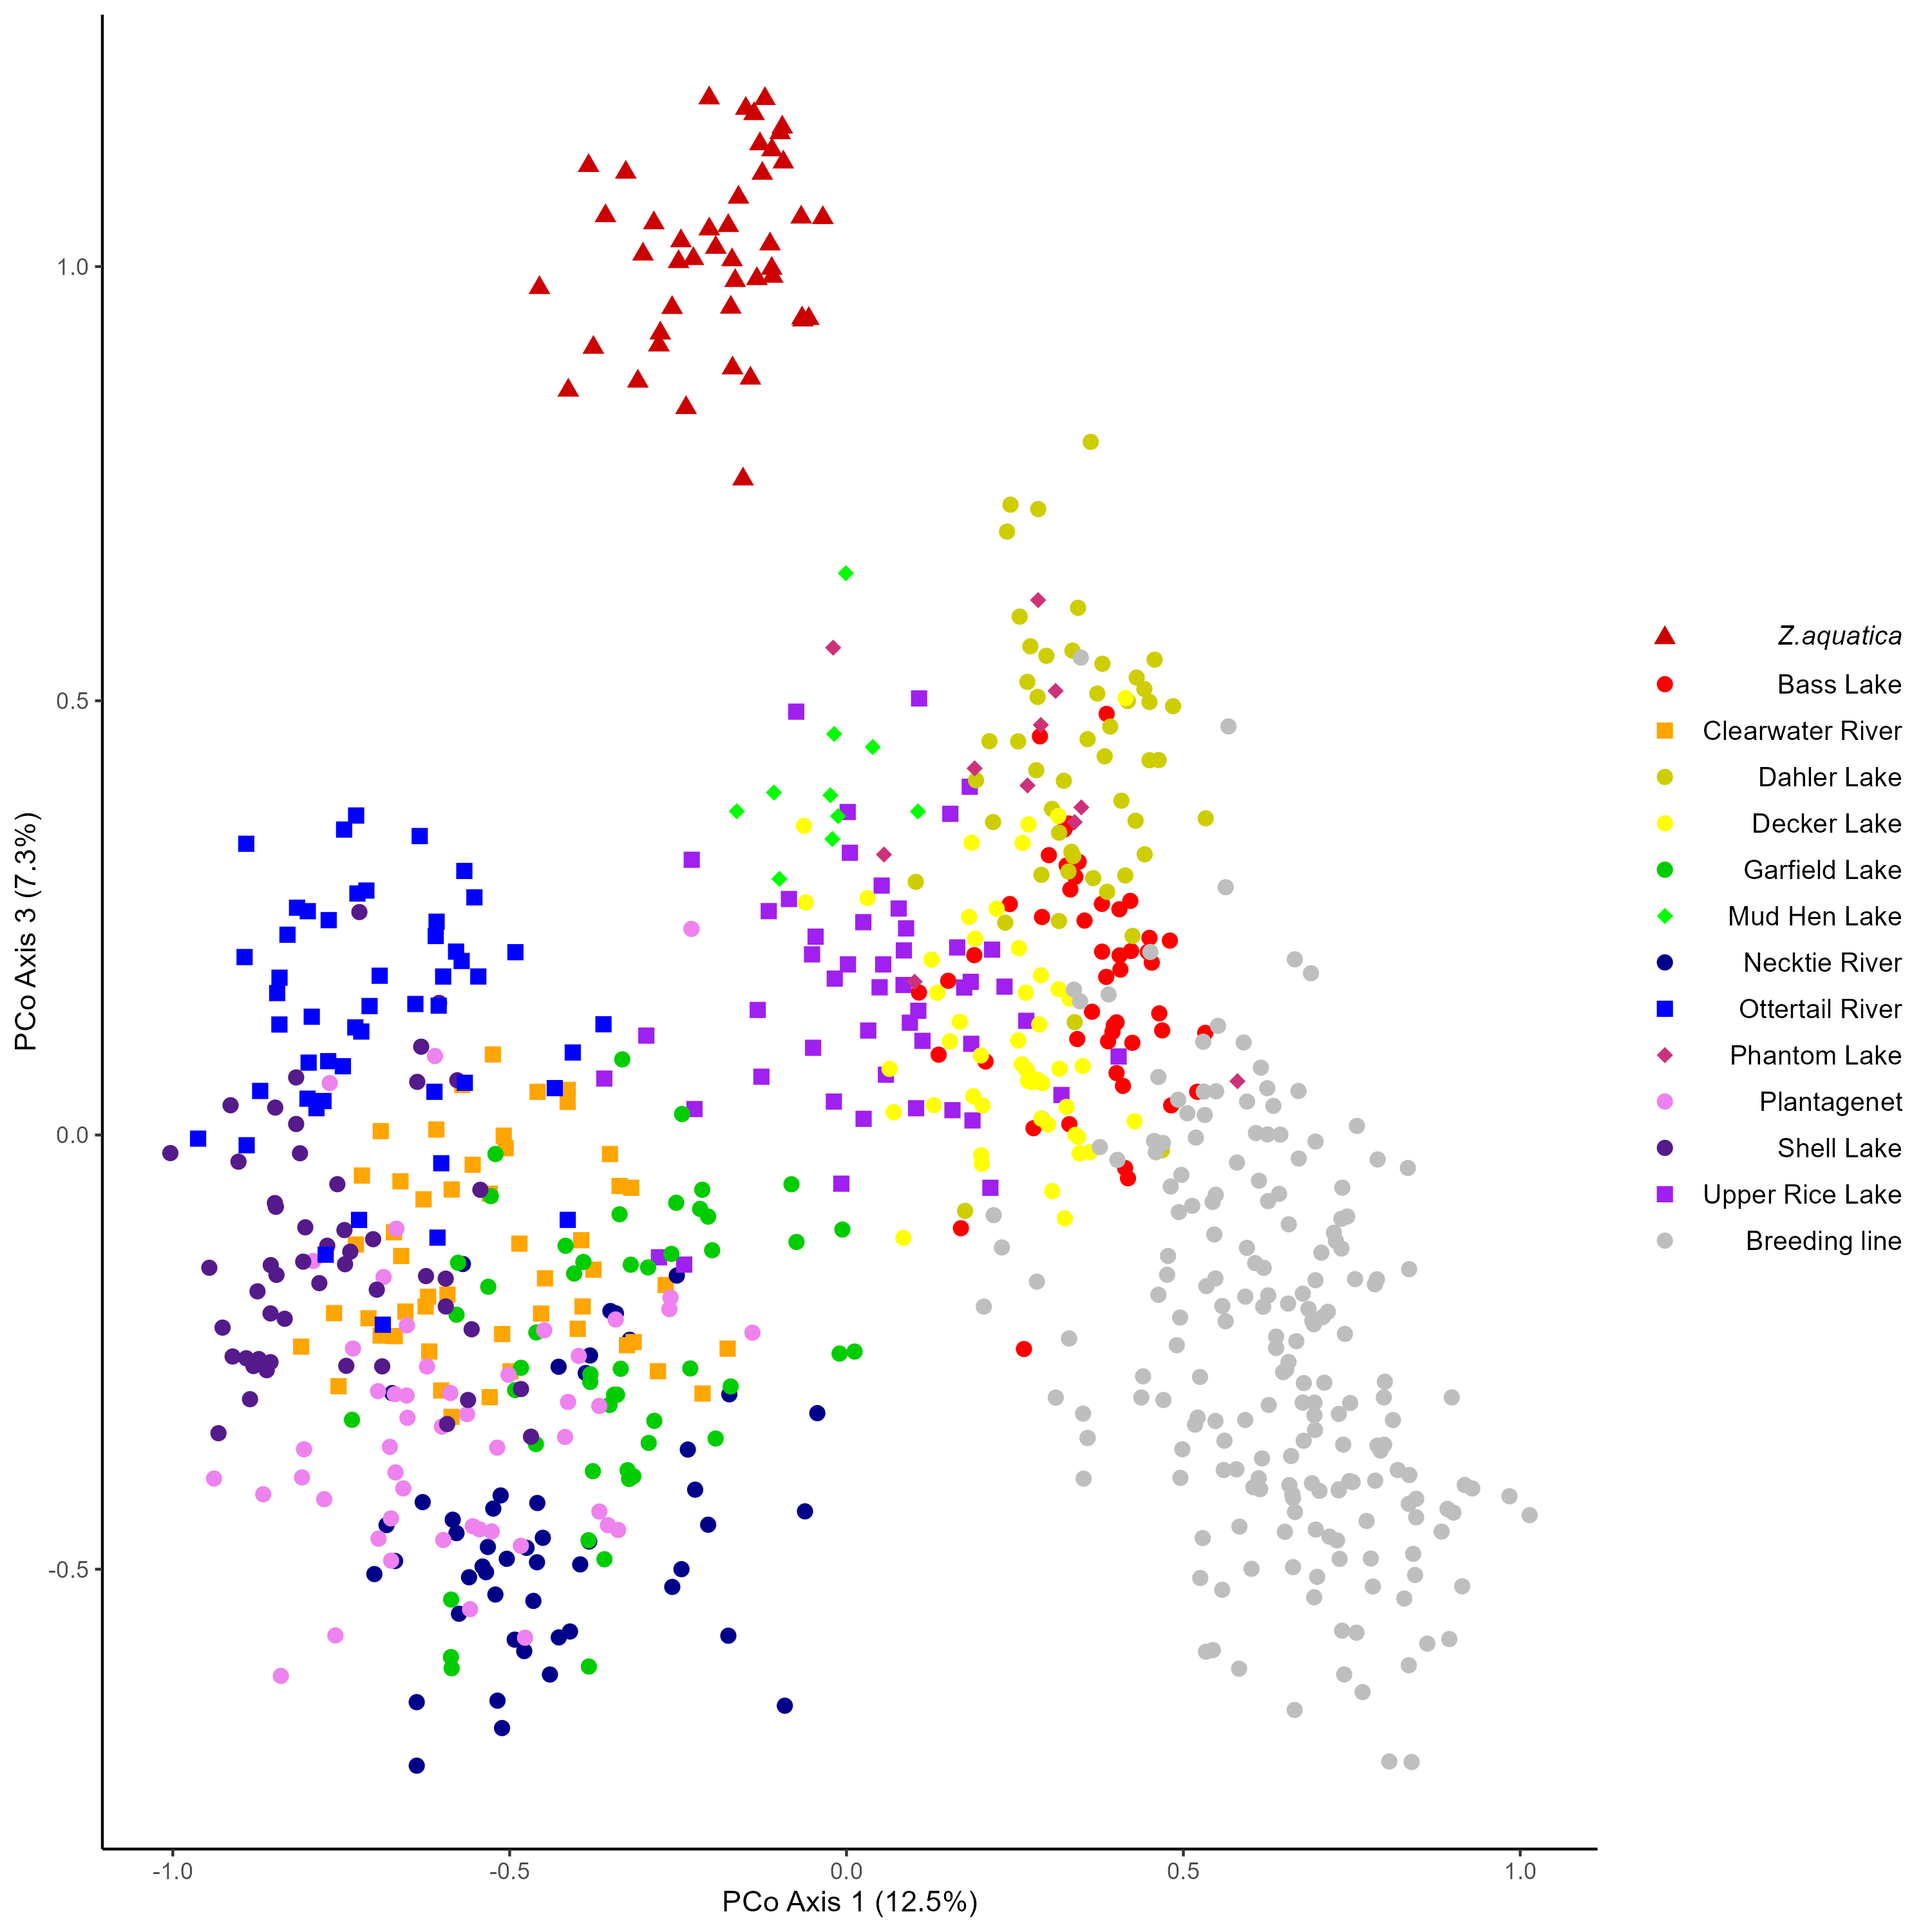 1.0
0.5
0.0
-0.5
PCo Axis 3 (7.3%)
-1.0
-0.5
0.0
0.5
1.0
PCo Axis 1 (12.5%)
Z.aquatica
Bass Lake
Clearwater River
Dahler Lake
Decker Lake
Garfield Lake
Mud Hen Lake
Necktie River
Ottertail River
Phantom Lake
Plantagenet
Shell Lake
Upper Rice Lake
Breeding line